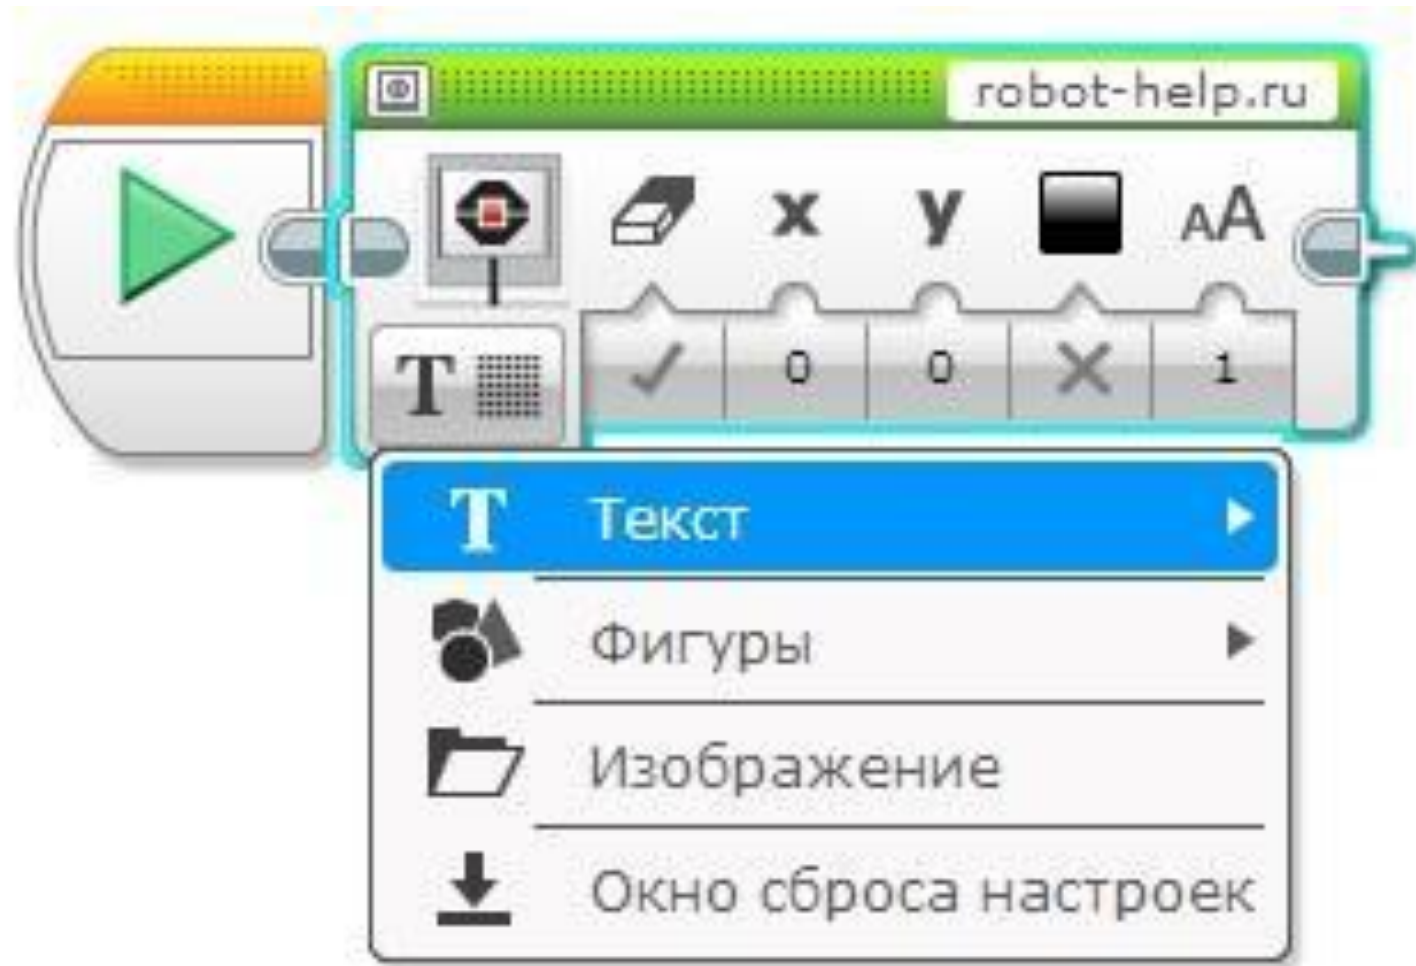 robot-help.ru
x y AA
T 0 0 1
T Текст
Фигуры
Изображение
Окно сброса настроек